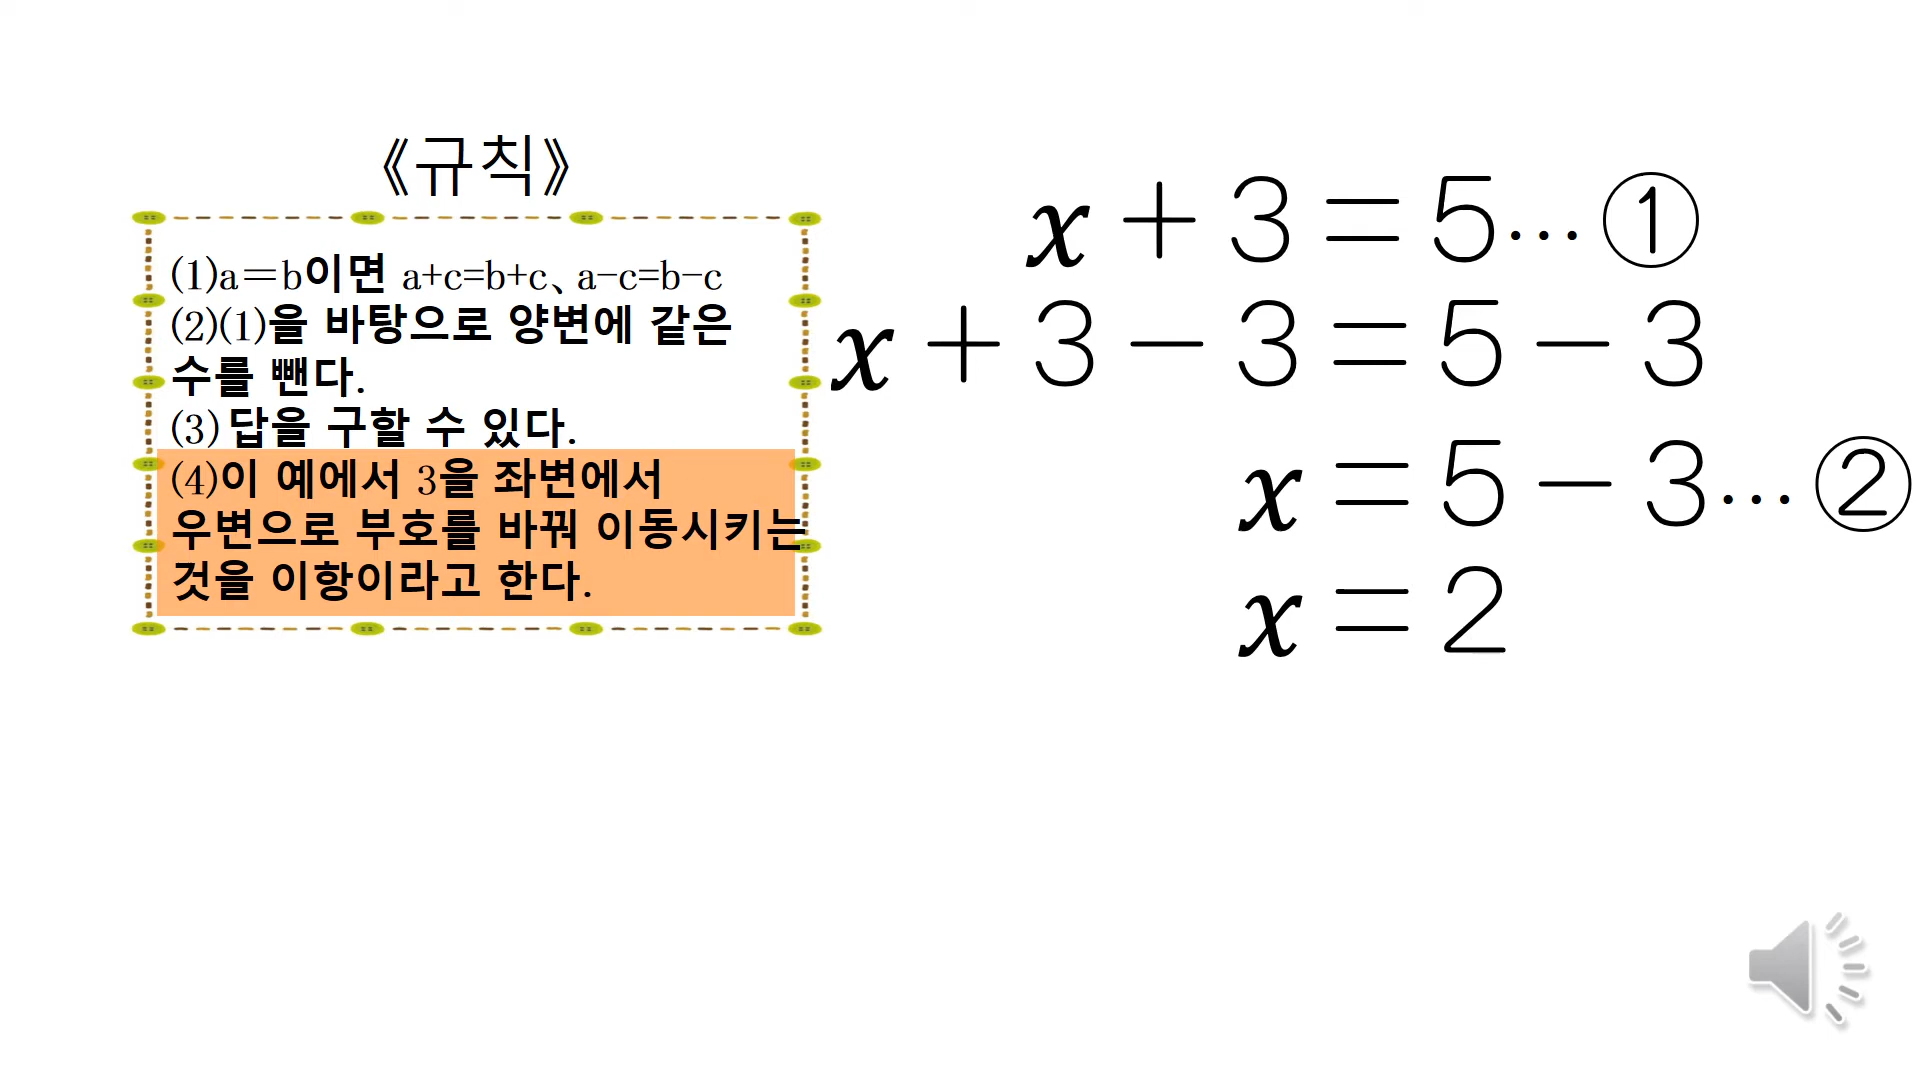 《규칙》
(1)a＝b이면 a+c=b+c、a−c=b−c
(2)(1)을 바탕으로 양변에 같은
수를 뺀다.
(3)답을 구할 수 있다.
(4)이 예에서 3을 좌변에서
우변으로 부호를 바꿔 이동시키는
것을 이항이라고 한다.
x＋3＝5…①
x＋3－3＝5－3
x＝5－3…②
x＝2